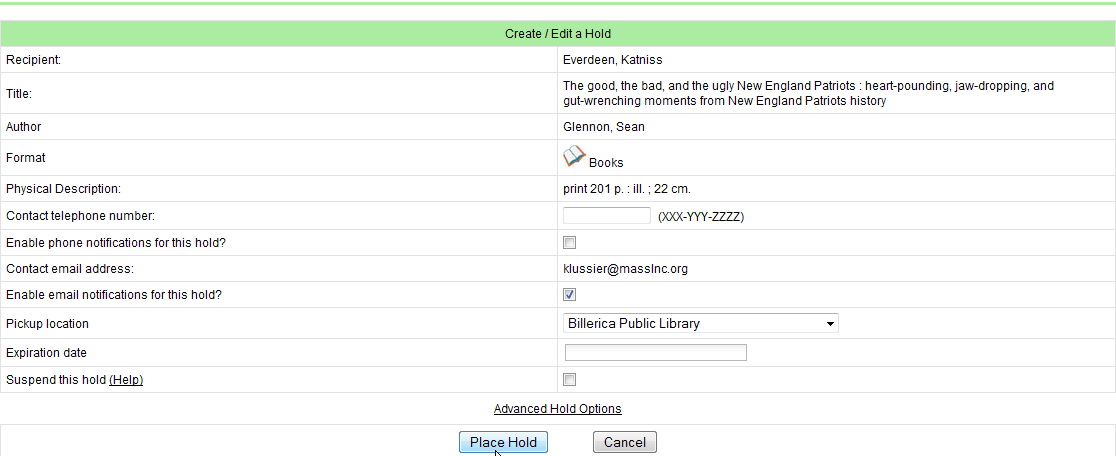 Create / Edit a Hold
Recipient: Everdeen, Katniss
Title: The good, the bad, and the ugly New England Patriots : heart-pounding, jaw-dropping, and
gut-wrenching moments from New England Patriots history
Author Glennon, Sean
Format Books
Physical Description: print 201 p. : ill. ; 22 cm.
Contact telephone number: (XXX-YYY-ZZZZ)
Enable phone notifications for this hold?
Contact email address: klussier@masslnc.org
Enable email notifications for this hold?
Pickup location Billerica Public Library
Expiration date
Suspend this hold (Help)
Advanced Hold Options
Place Hold Cancel